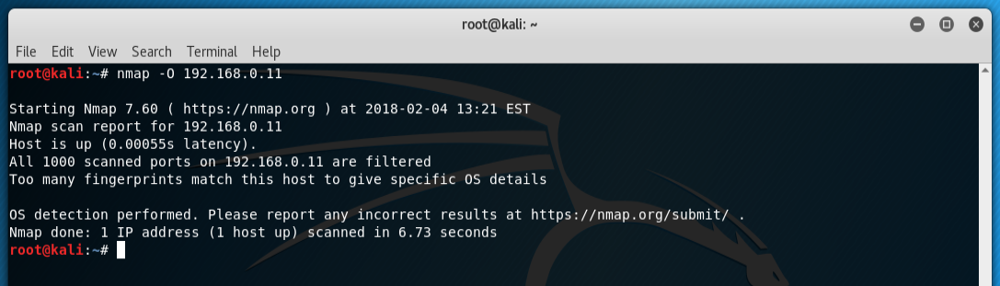 root@kali: ~
File Edit View Search Terminal Help
root@kali:~# nmap -O 192.168.0.11
Starting Nmap 7.60 ( https://nmap.org ) at 2018-02-04 13:21 EST
Nmap scan report for 192.168.0.11
Host is up (0.00055s latency).
All 1000 scanned ports on 192.168.0.11 are filtered
Too many fingerprints match this host to give specific OS details
OS detection performed. Please report any incorrect results at https://nmap.org/submit/ .
Nmap done: 1 IP address (1 host up) scanned in 6.73 seconds
root@kali:~#